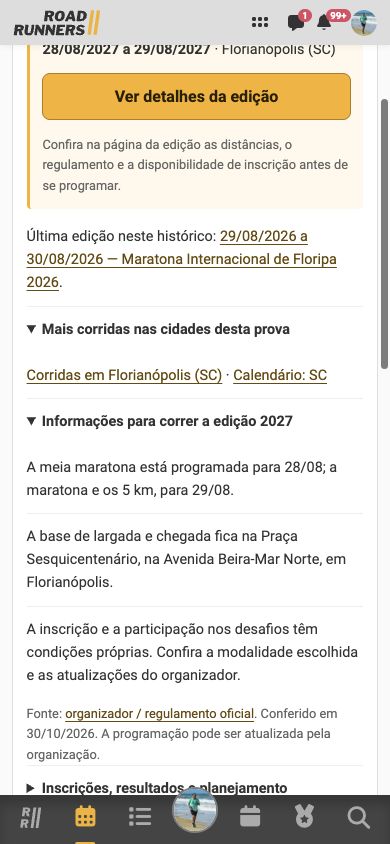 ROAD
RUNNERS
1
99+
28/08/2027 a 29/08/2027 · Florianópolis (SC)
Ver detalhes da edição
Confira na página da edição as distâncias, o
regulamento e a disponibilidade de inscrição antes de
se programar.
Última edição neste histórico: 29/08/2026 a
30/08/2026 — Maratona Internacional de Floripa
2026.
▼ Mais corridas nas cidades desta prova
Corridas em Florianópolis (SC) · Calendário: SC
▼ Informações para correr a edição 2027
A meia maratona está programada para 28/08; a
maratona e os 5 km, para 29/08.
A base de largada e chegada fica na Praça
Sesquicentenário, na Avenida Beira-Mar Norte, em
Florianópolis.
A inscrição e a participação nos desafios têm
condições próprias. Confira a modalidade escolhida
e as atualizações do organizador.
Fonte: organizador / regulamento oficial. Conferido em
30/10/2026. A programação pode ser atualizada pela
organização.
▶ Inscrições, resultados e planejamento
RR